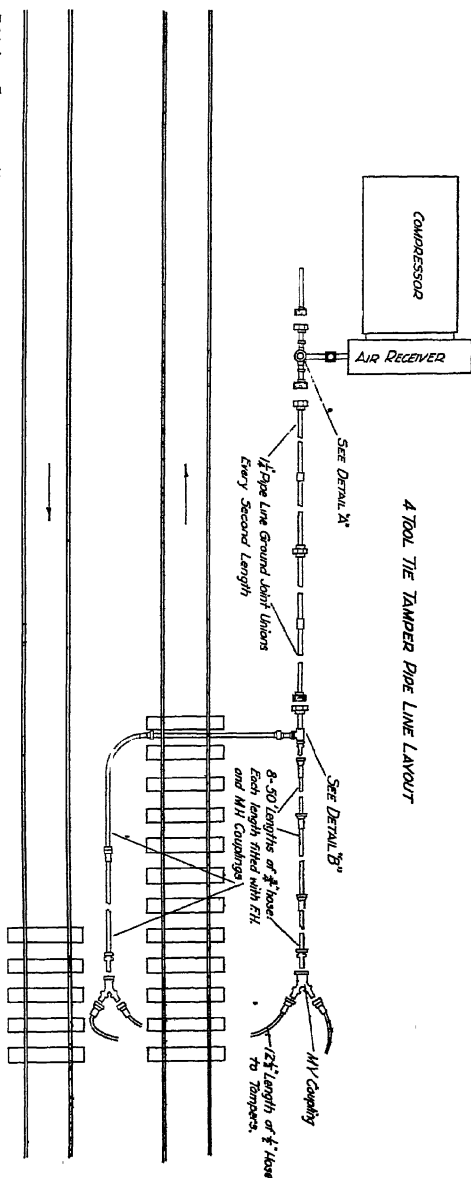 4 TOOL TIE TAMPER PIPE LINE LAYOUT
COMPRESSOR
AIR RECEIVER
SEE DETAIL "A"
1¼" Pipe Line Ground Joint Unions
Every Second Length
SEE DETAIL "B"
8-50' Lengths of ¾" hose.
Each length fitted with F.H.
and M.H. Couplings
MV Coupling
12½' Length of ½" Hose
to Tampers.